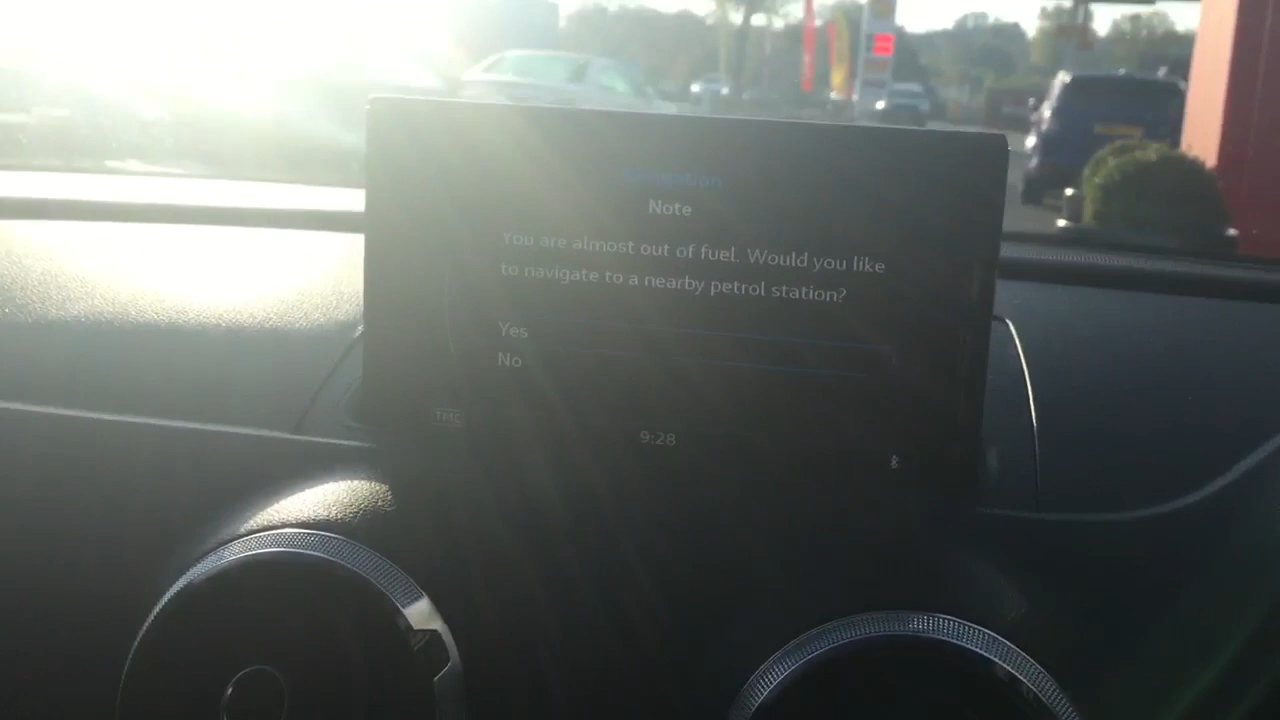 Navigation
Note
You are almost out of fuel. Would you like
to navigate to a nearby petrol station?
Yes
No
TMC
9:28